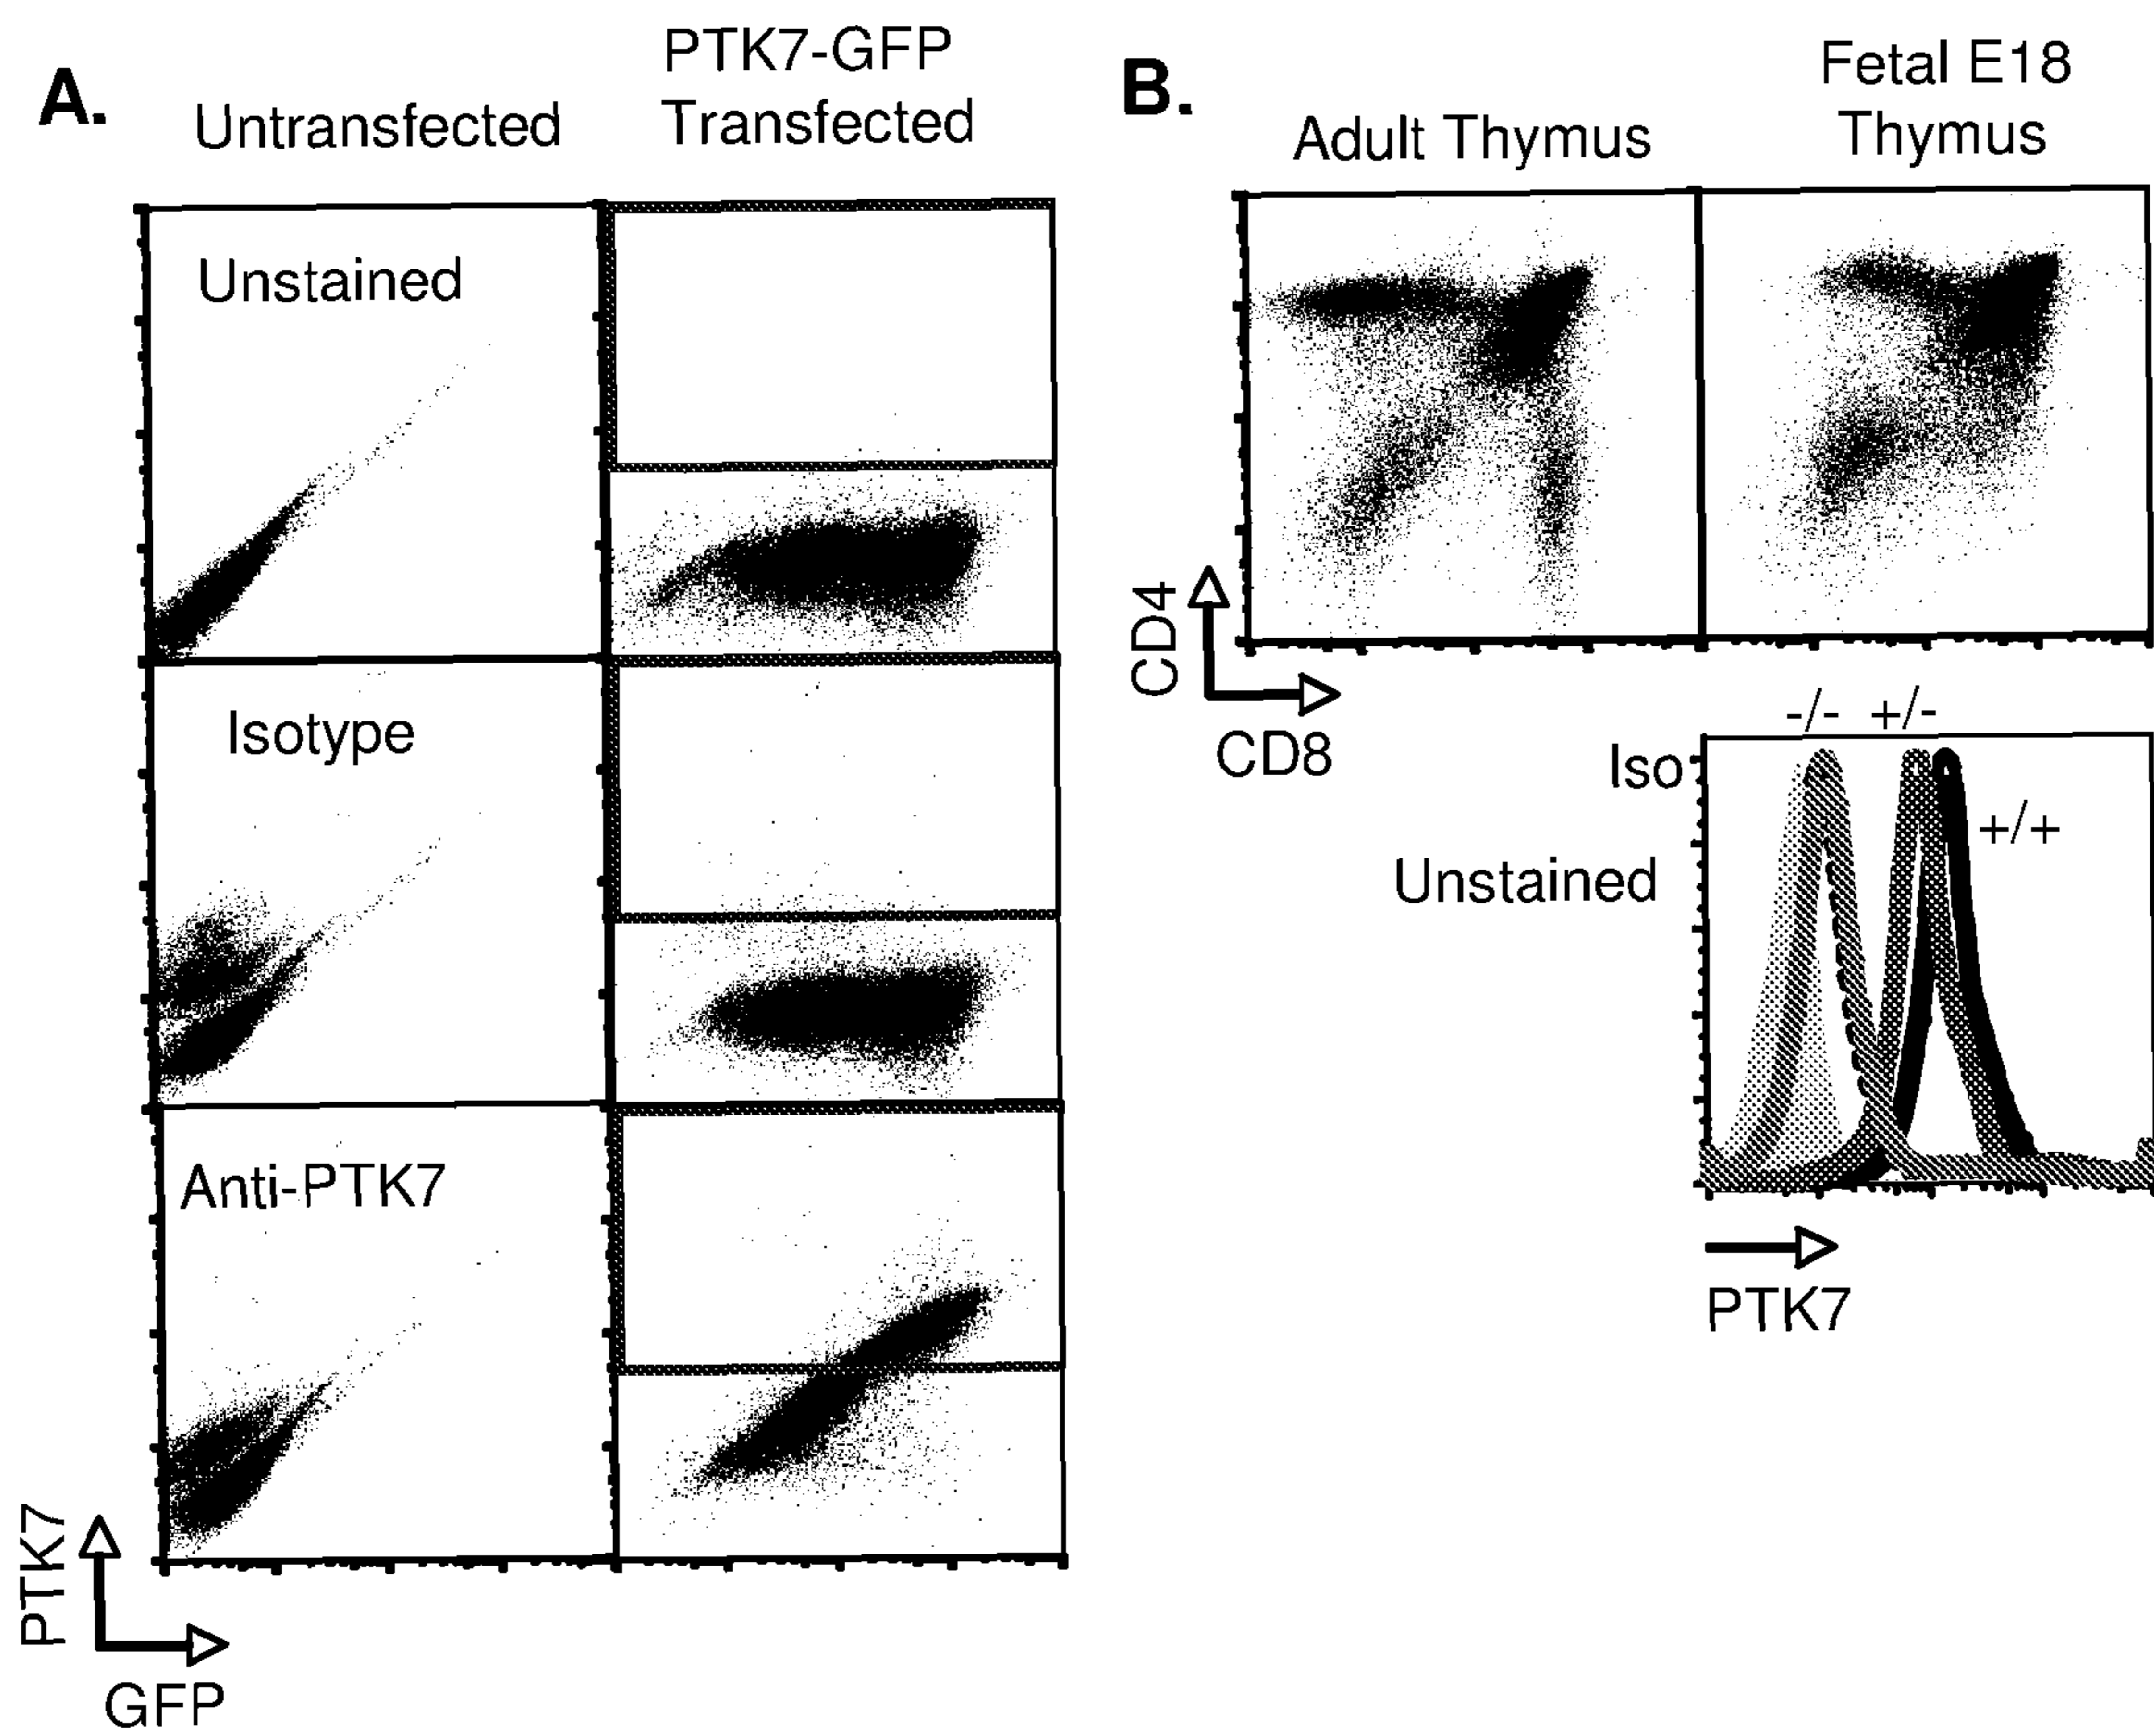 A.
Untransfected
PTK7-GFP
Transfected
Unstained
Isotype
Anti-PTK7
PTK7
GFP
B.
Adult Thymus
Fetal E18
Thymus
CD4
CD8
-/- +/-
Iso
+/+
Unstained
PTK7